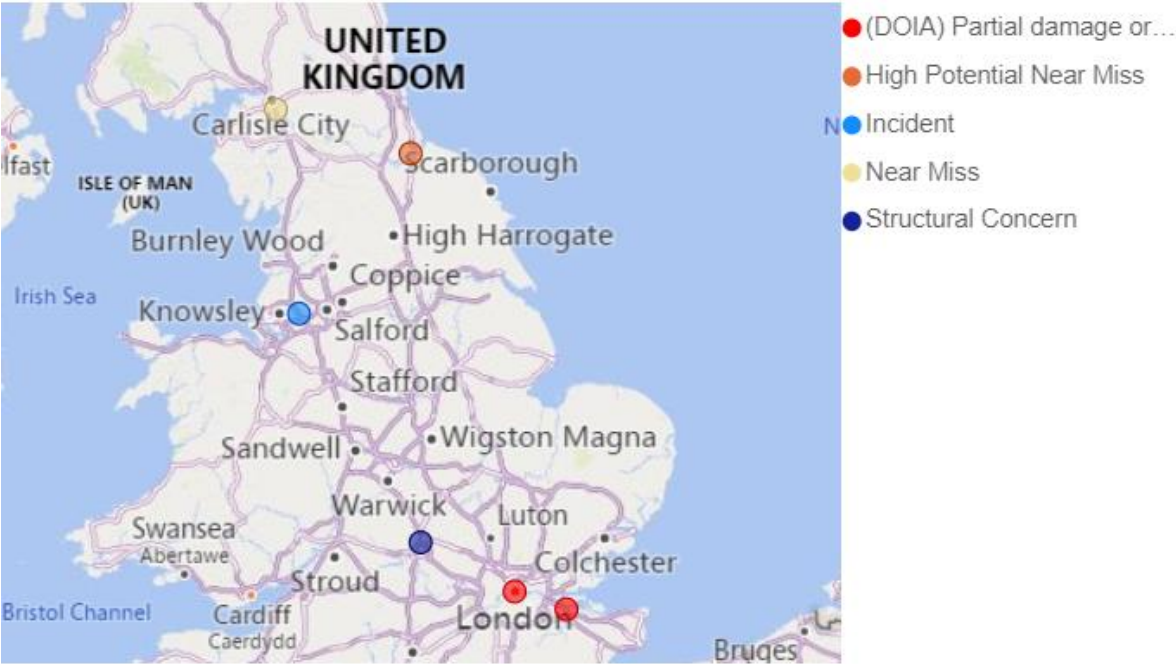 UNITED
KINGDOM
Carlisle City
Scarborough
lfast
ISLE OF MAN
(UK)
Burnley Wood
High Harrogate
Coppice
Irish Sea
Knowsley
Salford
Stafford
Sandwell
Wigston Magna
Warwick
Luton
Swansea
Abertawe
Colchester
Stroud
Bristol Channel
Cardiff
Caerdydd
London
Bruges
N
(DOIA) Partial damage or...
High Potential Near Miss
Incident
Near Miss
Structural Concern